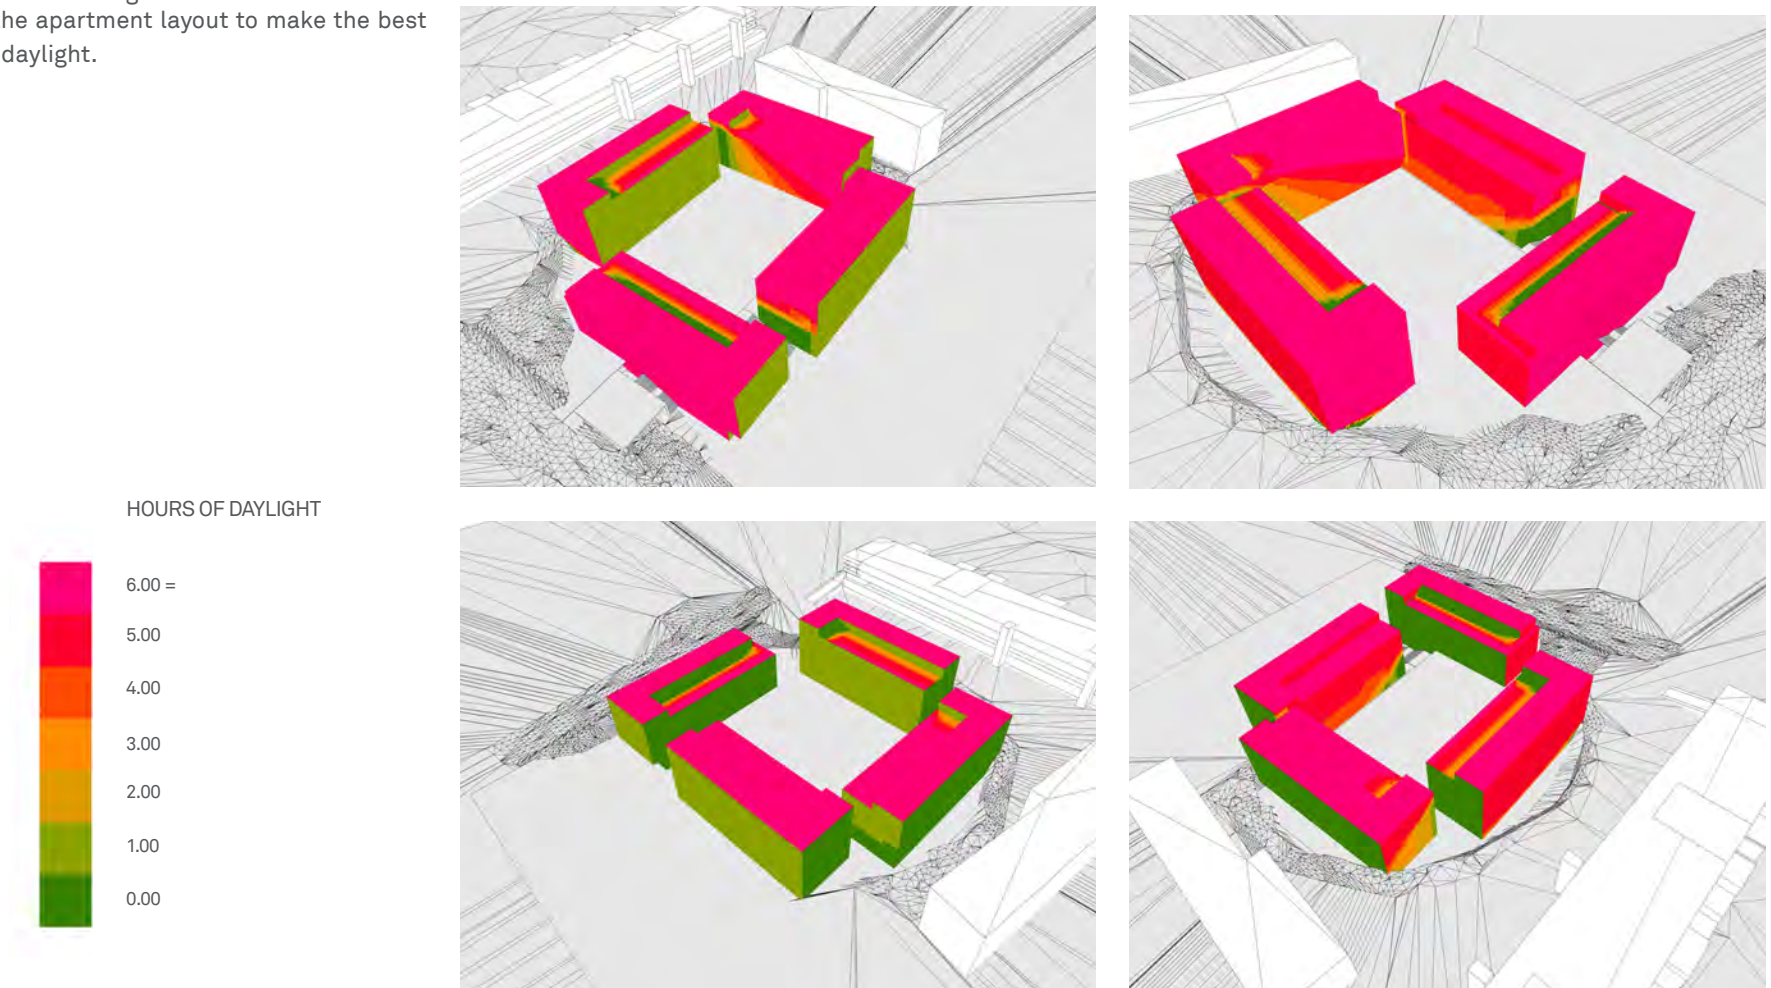 he apartment layout to make the best
daylight.
HOURS OF DAYLIGHT
6.00 =
5.00
4.00
3.00
2.00
1.00
0.00